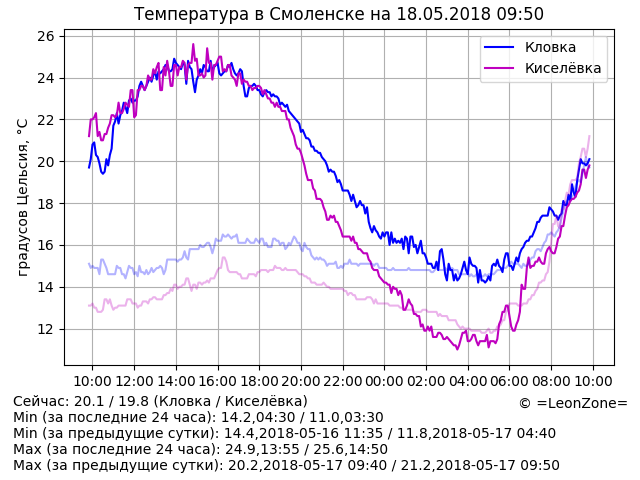 Температура в Смоленске на 18.05.2018 09:50
26
24
22
20
18
16
14
12
градусов Цельсия, °C
Кловка
Киселёвка
10:00 12:00 14:00 16:00 18:00 20:00 22:00 00:00 02:00 04:00 06:00 08:00 10:00
Сейчас: 20.1 / 19.8 (Кловка / Киселёвка)
© =LeonZone=
Min (за последние 24 часа): 14.2,04:30 / 11.0,03:30
Min (за предыдущие сутки): 14.4,2018-05-16 11:35 / 11.8,2018-05-17 04:40
Max (за последние 24 часа): 24.9,13:55 / 25.6,14:50
Max (за предыдущие сутки): 20.2,2018-05-17 09:40 / 21.2,2018-05-17 09:50